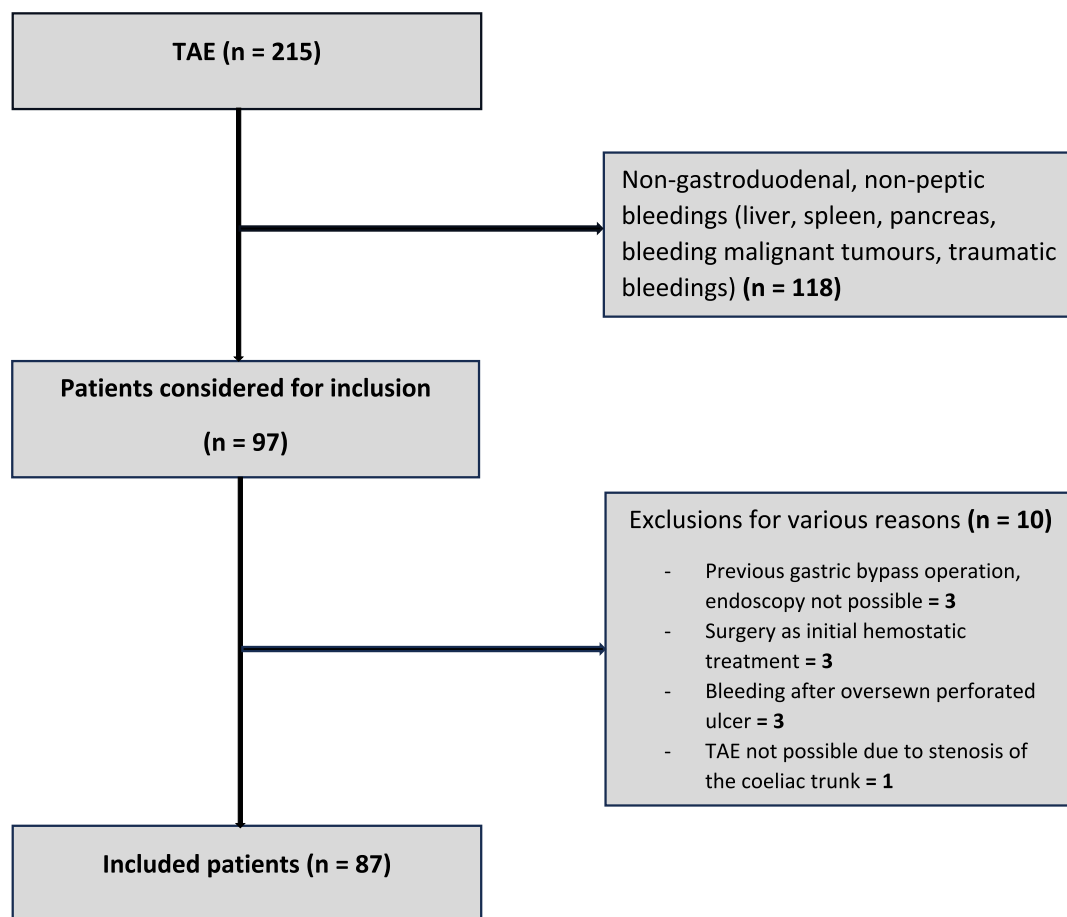 TAE (n = 215)
Non-gastroduodenal, non-peptic
bleedings (liver, spleen, pancreas,
bleeding malignant tumours, traumatic
bleedings) (n = 118)
Patients considered for inclusion
(n = 97)
Exclusions for various reasons (n = 10)
- Previous gastric bypass operation,
endoscopy not possible = 3
- Surgery as initial hemostatic
treatment = 3
- Bleeding after oversewn perforated
ulcer = 3
- TAE not possible due to stenosis of
the coeliac trunk = 1
Included patients (n = 87)